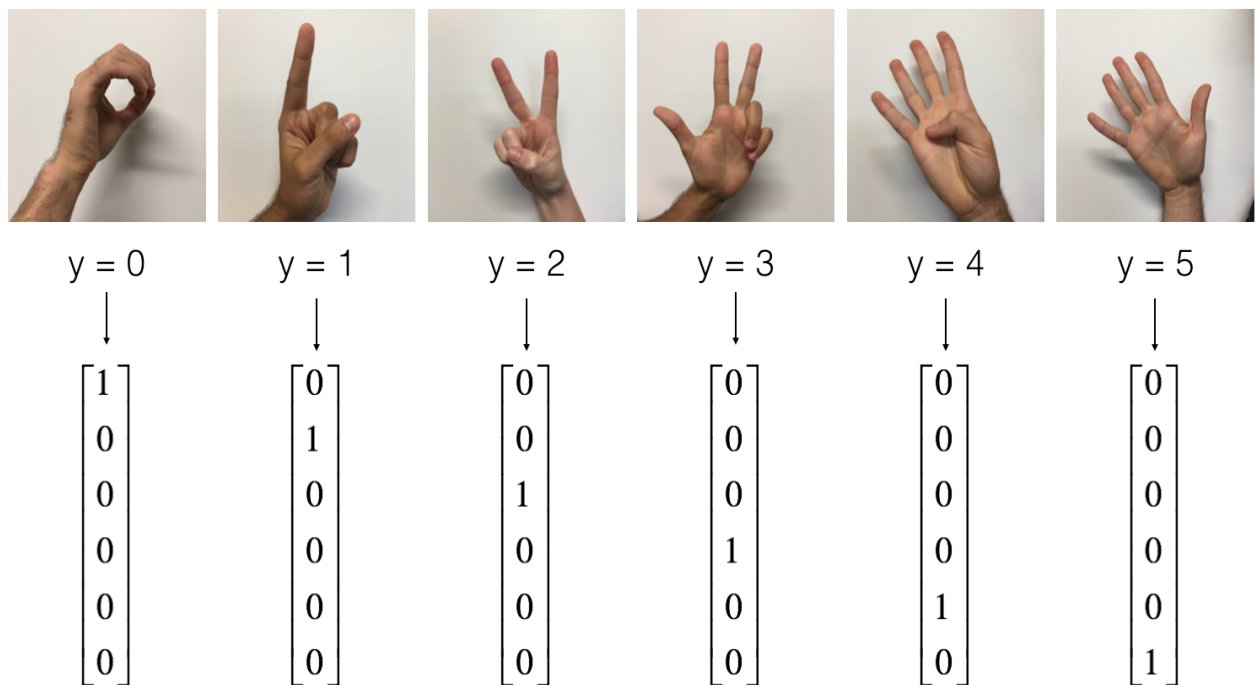 y = 0 y = 1 y = 2 y = 3 y = 4 y = 5
1 0 0 0 0 0
0 1 0 0 0 0
0 0 1 0 0 0
0 0 0 1 0 0
0 0 0 0 1 0
0 0 0 0 0 1